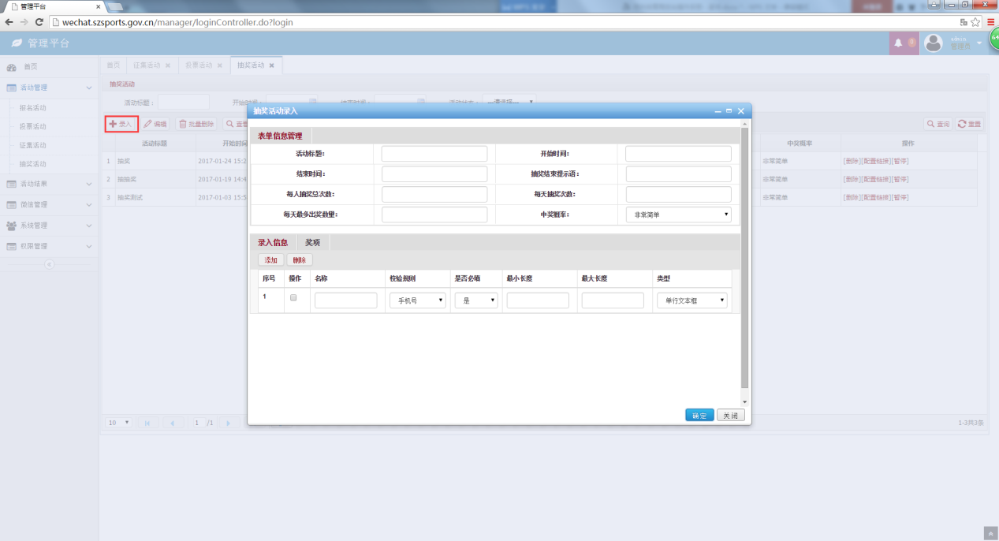 管理平台
wechat.szsports.gov.cn/manager/loginController.do?login
管理平台
0 admin 管理员
64
首页
活动管理
报名活动
投票活动
征集活动
抽奖活动
活动结果
微信管理
系统管理
权限管理
首页 征集活动 投票活动 抽奖活动
抽奖活动
活动标题： 开始时间： 结束时间： 活动状态： ---请选择---
录入 编辑 批量删除 查看 查询 重置
活动标题 开始时间 中奖概率 操作
1 抽奖 2017-01-24 15:2 非常简单 [删除][配置链接][暂停]
2 抽抽奖 2017-01-19 14:4 非常简单 [删除][配置链接][暂停]
3 抽奖测试 2017-01-03 15:5 非常简单 [删除][配置链接][暂停]
抽奖活动录入
表单信息管理
活动标题: 开始时间:
结束时间: 抽奖结束提示语:
每人抽奖总次数: 每天抽奖次数:
每天最多出奖数量: 中奖概率: 非常简单
录入信息 奖项
添加 删除
序号 操作 名称 校验规则 是否必填 最小长度 最大长度 类型
1 手机号 是 单行文本框
确定 关闭
10 1 /1 1-3共3条